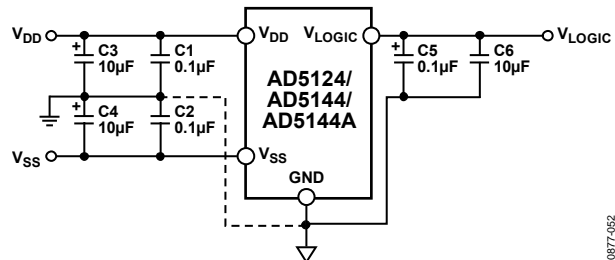 VDD
+
C3
10µF
C1
0.1µF
VDD
VLOGIC
+
C5
0.1µF
C6
10µF
VLOGIC
AD5124/
AD5144/
AD5144A
+
C4
10µF
C2
0.1µF
VSS
VSS
GND
0877-052